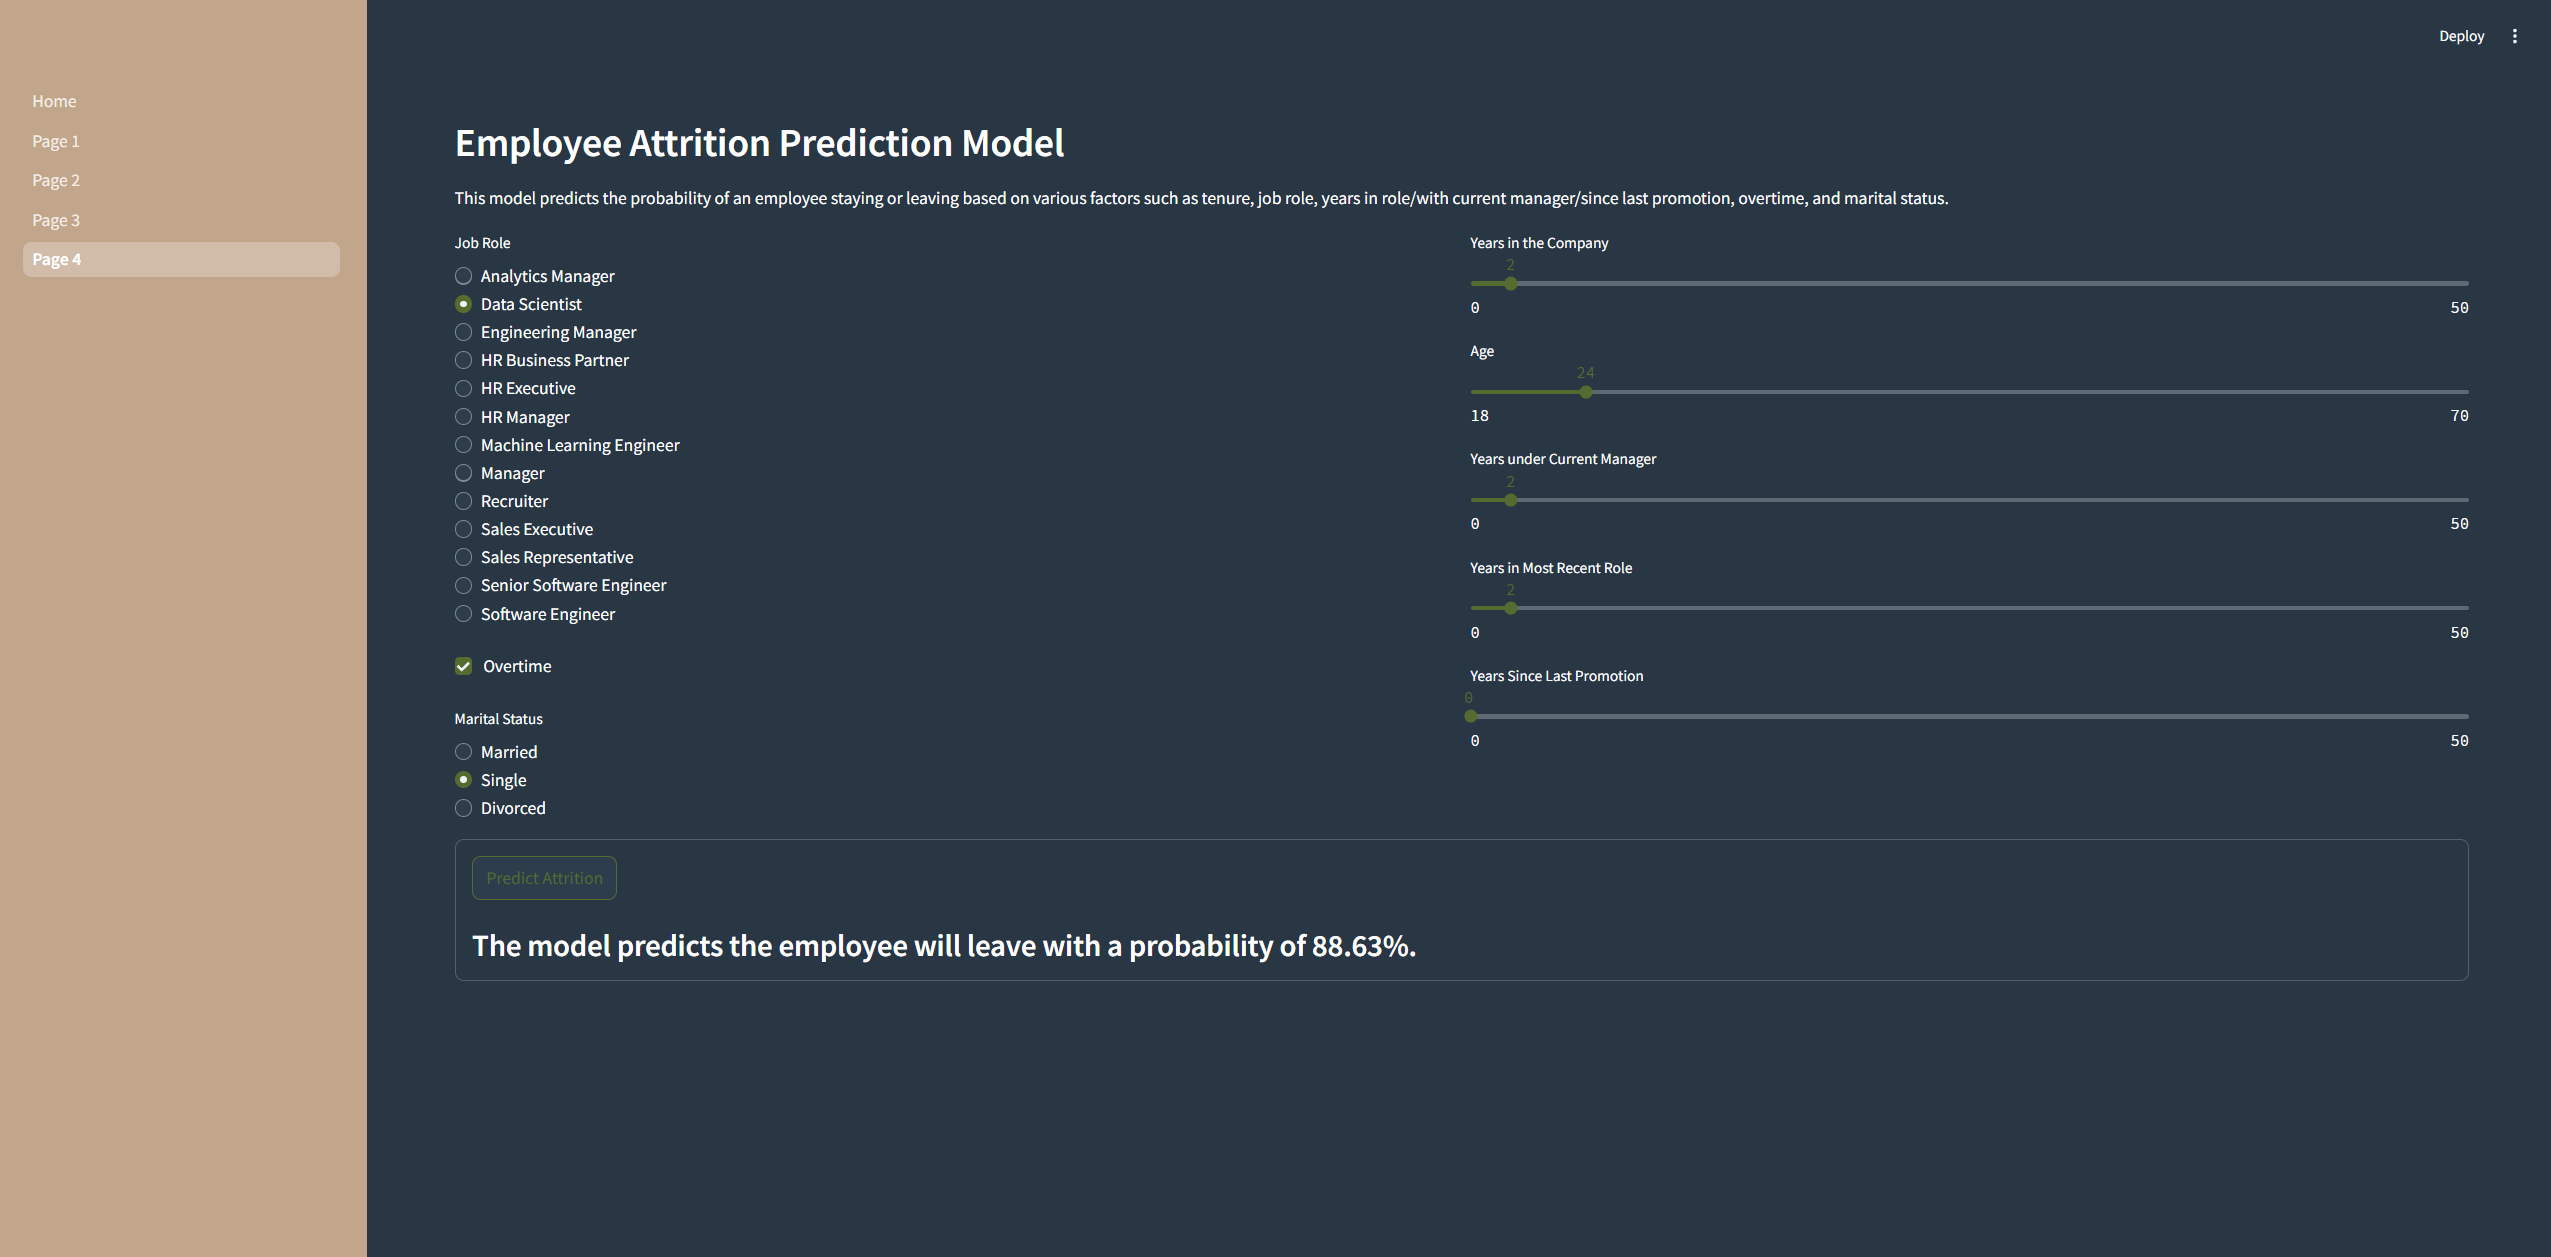 Deploy
Home
Page 1
Page 2
Page 3
Page 4
Employee Attrition Prediction Model
This model predicts the probability of an employee staying or leaving based on various factors such as tenure, job role, years in role/with current manager/since last promotion, overtime, and marital status.
Job Role
Analytics Manager
Data Scientist
Engineering Manager
HR Business Partner
HR Executive
HR Manager
Machine Learning Engineer
Manager
Recruiter
Sales Executive
Sales Representative
Senior Software Engineer
Software Engineer
Overtime
Marital Status
Married
Single
Divorced
Years in the Company
2
0 50
Age
24
18 70
Years under Current Manager
2
0 50
Years in Most Recent Role
2
0 50
Years Since Last Promotion
0
0 50
Predict Attrition
The model predicts the employee will leave with a probability of 88.63%.